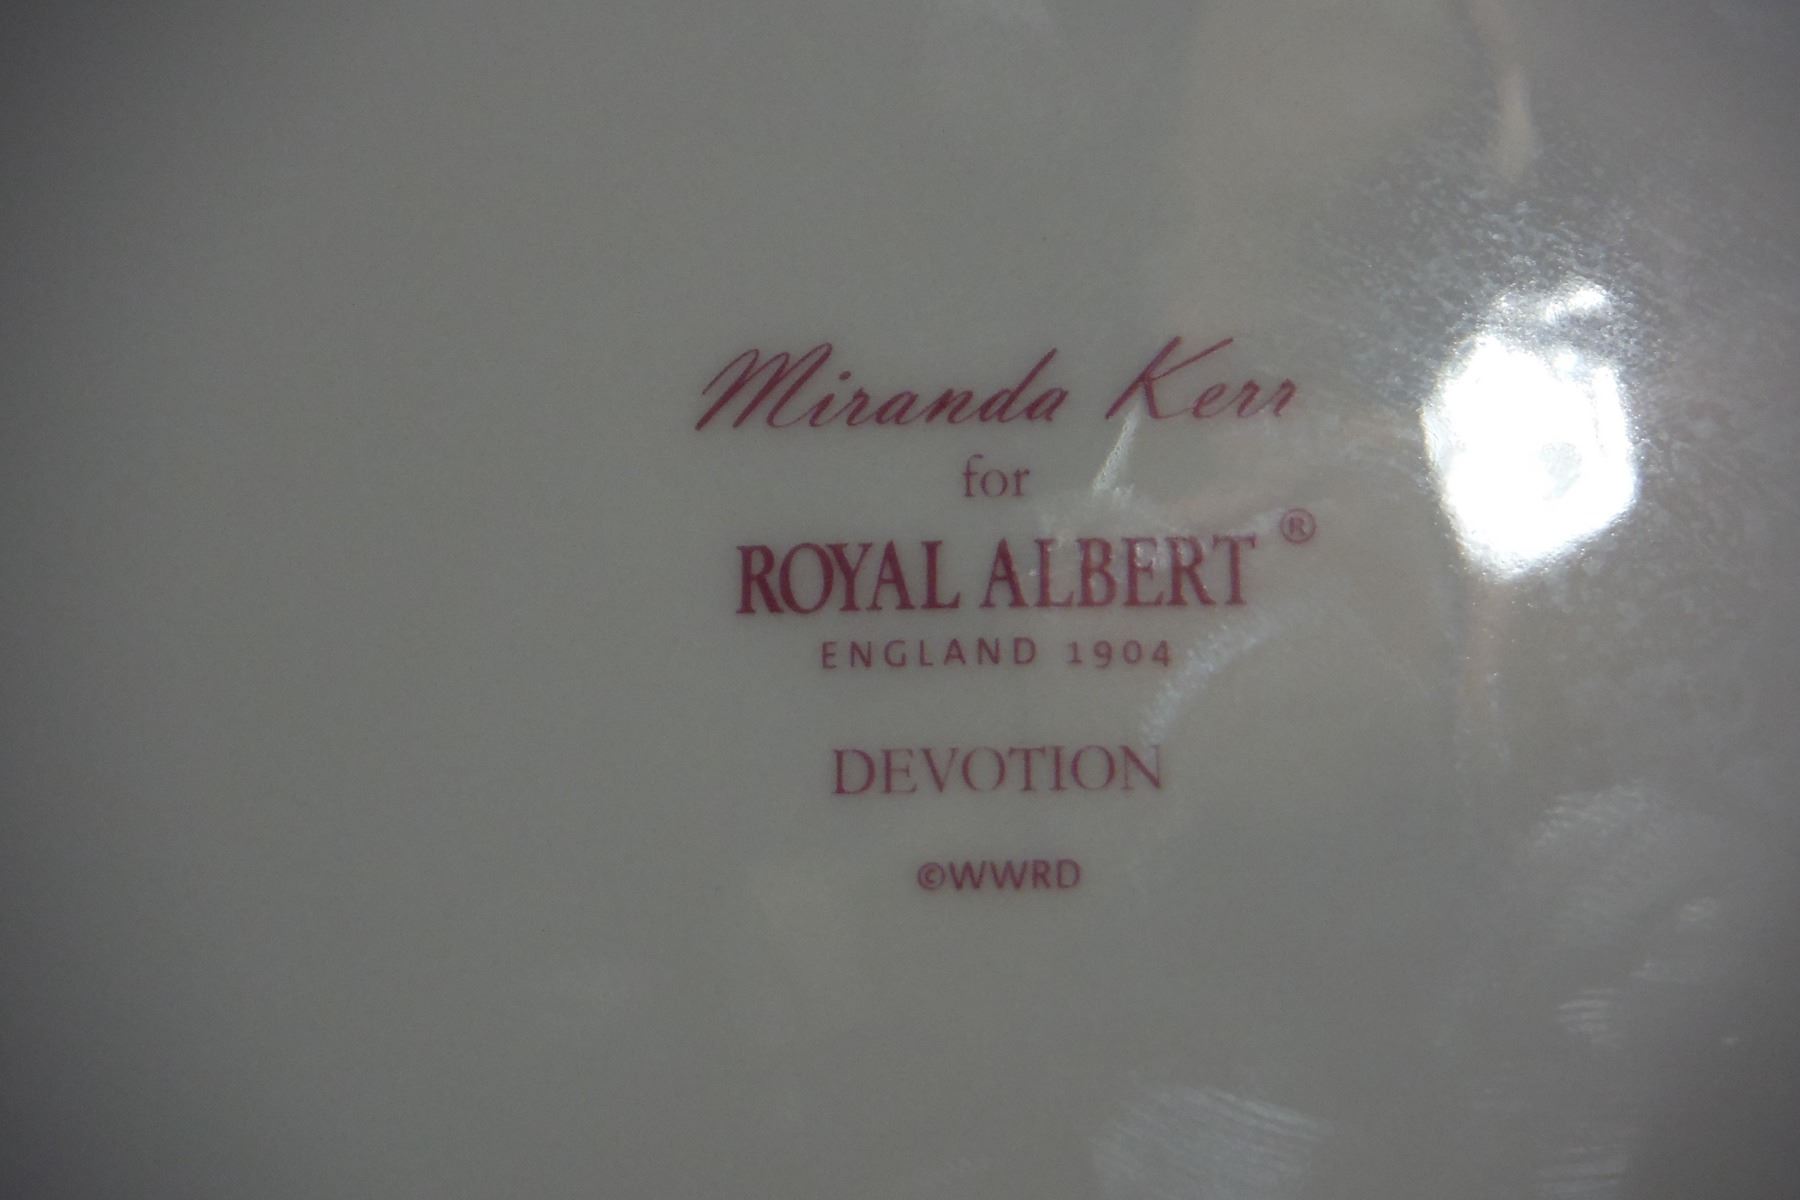 Miranda Kerr
for
ROYAL ALBERT®
ENGLAND 1904
DEVOTION
©WWRD